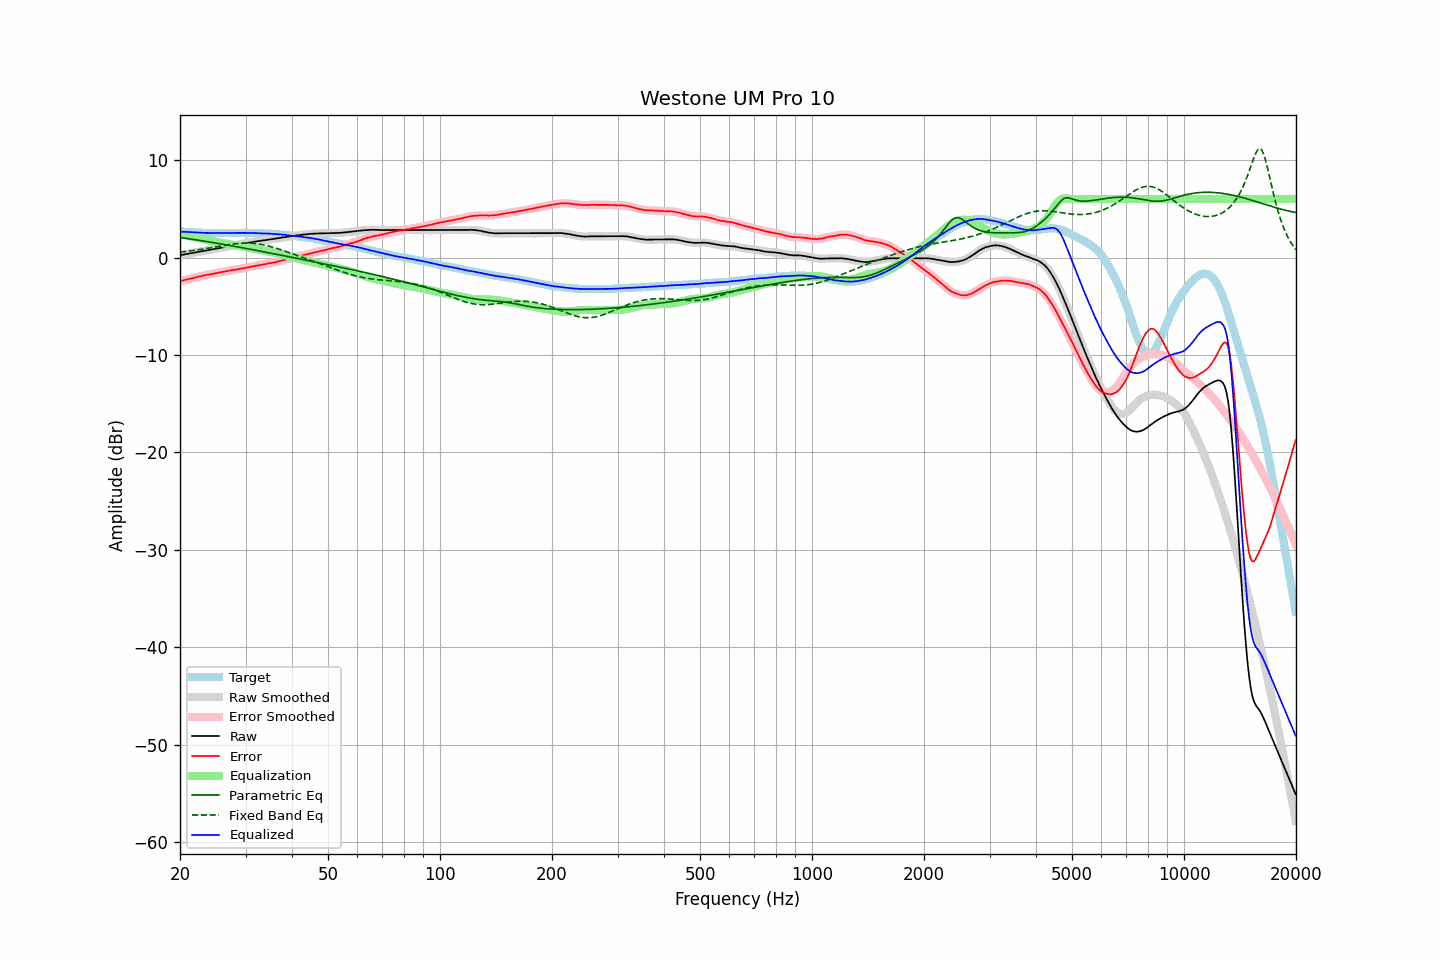 Westone UM Pro 10
Amplitude (dBr)
10
0
−10
−20
−30
−40
−50
−60
Target
Raw Smoothed
Error Smoothed
Raw
Error
Equalization
Parametric Eq
Fixed Band Eq
Equalized
20
50
100
200
500
1000
2000
5000
10000
20000
Frequency (Hz)